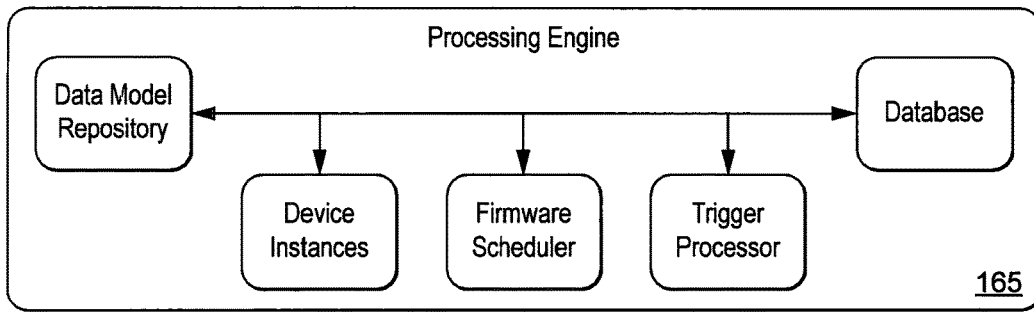 Processing Engine
Data Model
Repository
Database
Device
Instances
Firmware
Scheduler
Trigger
Processor
165